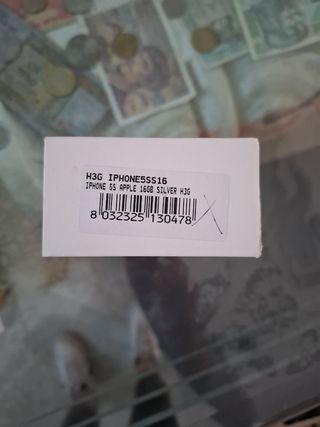 H3G IPHONE5SS16
IPHONE 5S APPLE 16GB SILVER H3G
8 032325 130478